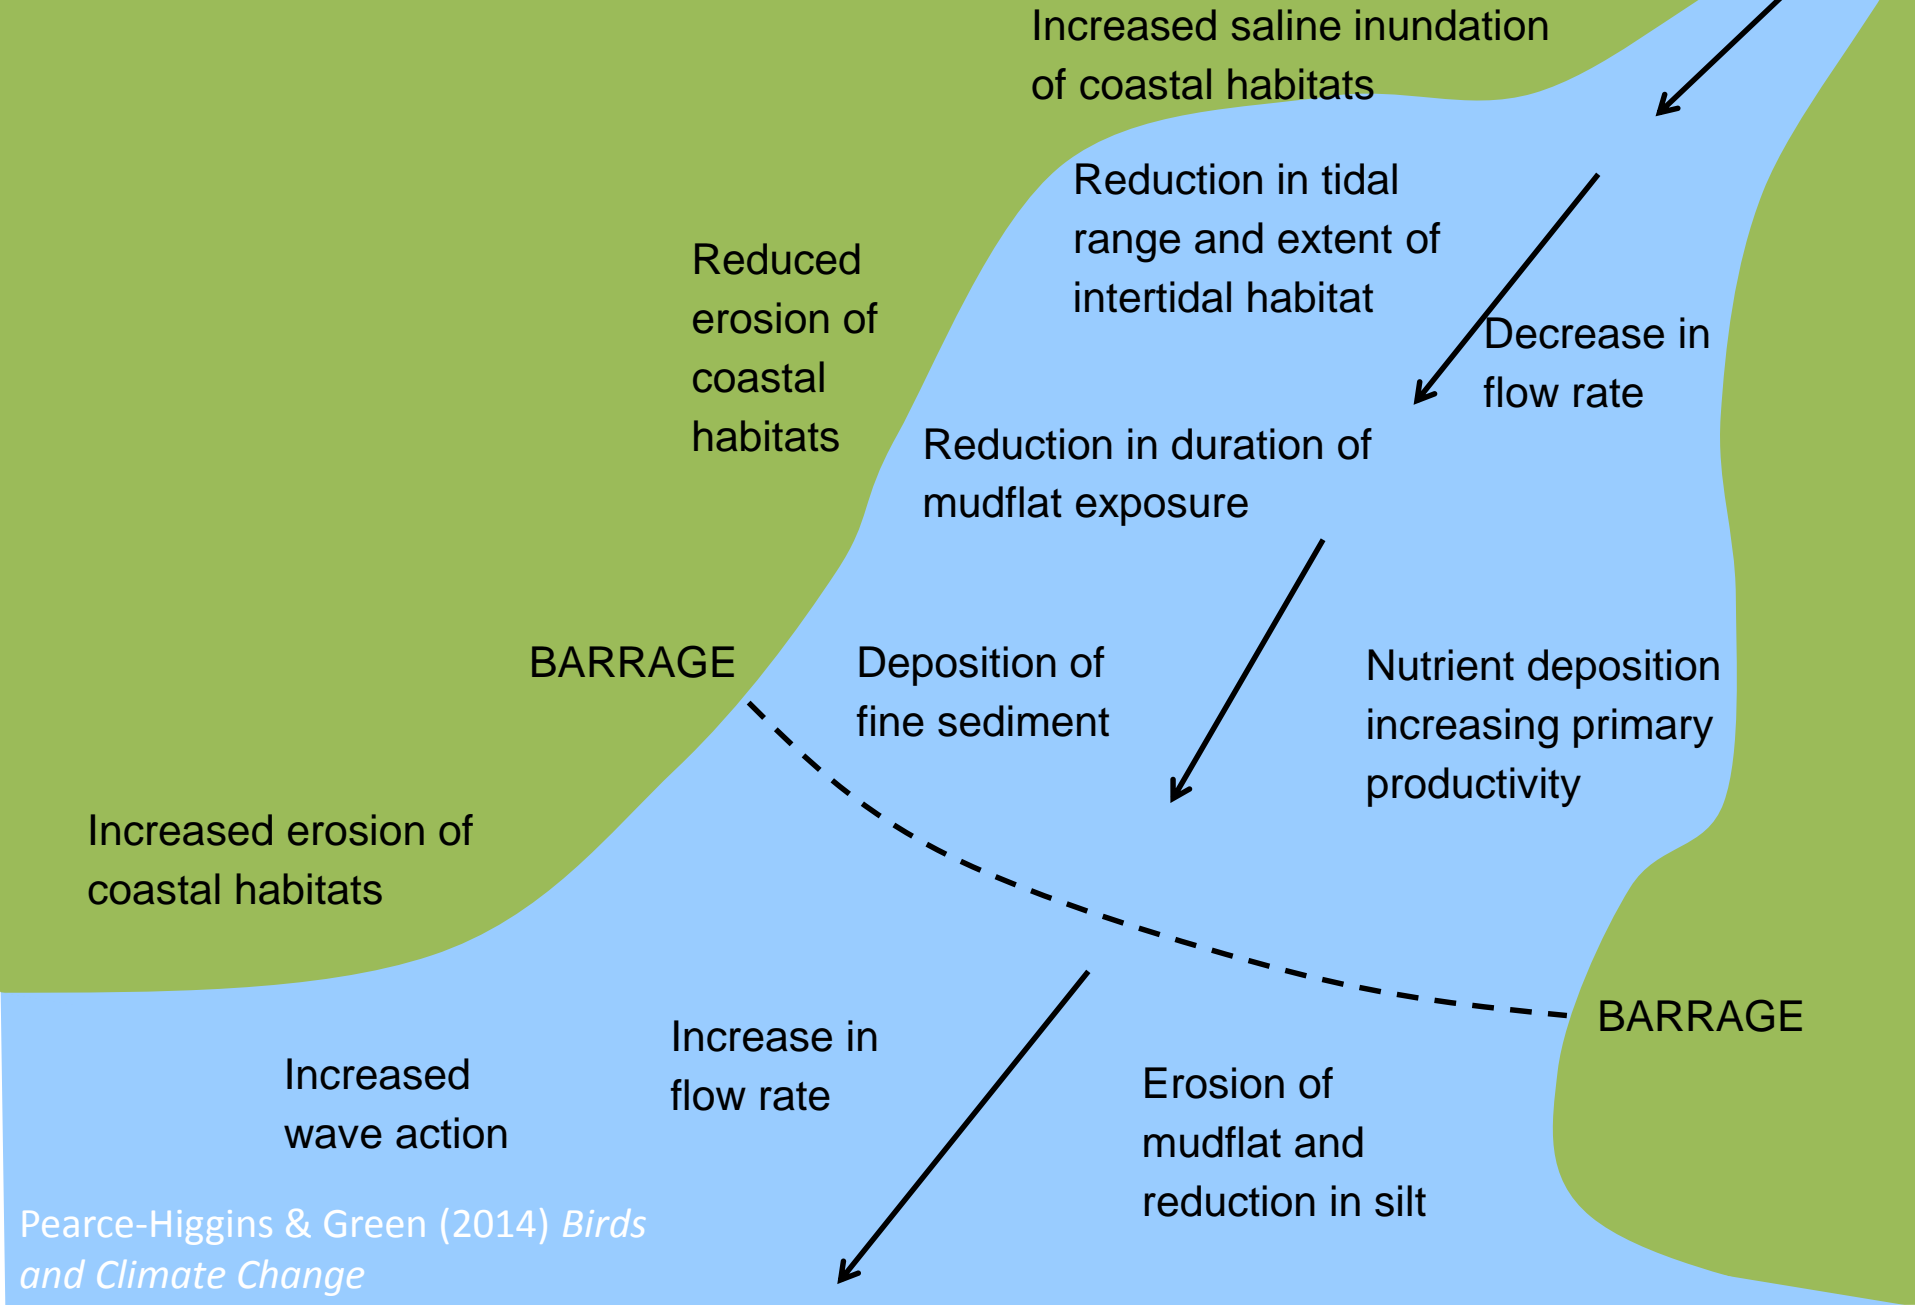 Increased saline inundation
of coastal habitats
Reduction in tidal
range and extent of
intertidal habitat
Reduced
erosion of
coastal
habitats
Decrease in
flow rate
Reduction in duration of
mudflat exposure
BARRAGE
Deposition of
fine sediment
Nutrient deposition
increasing primary
productivity
Increased erosion of
coastal habitats
BARRAGE
Increase in
flow rate
Increased
wave action
Erosion of
mudflat and
reduction in silt
Pearce-Higgins & Green (2014) Birds
and Climate Change